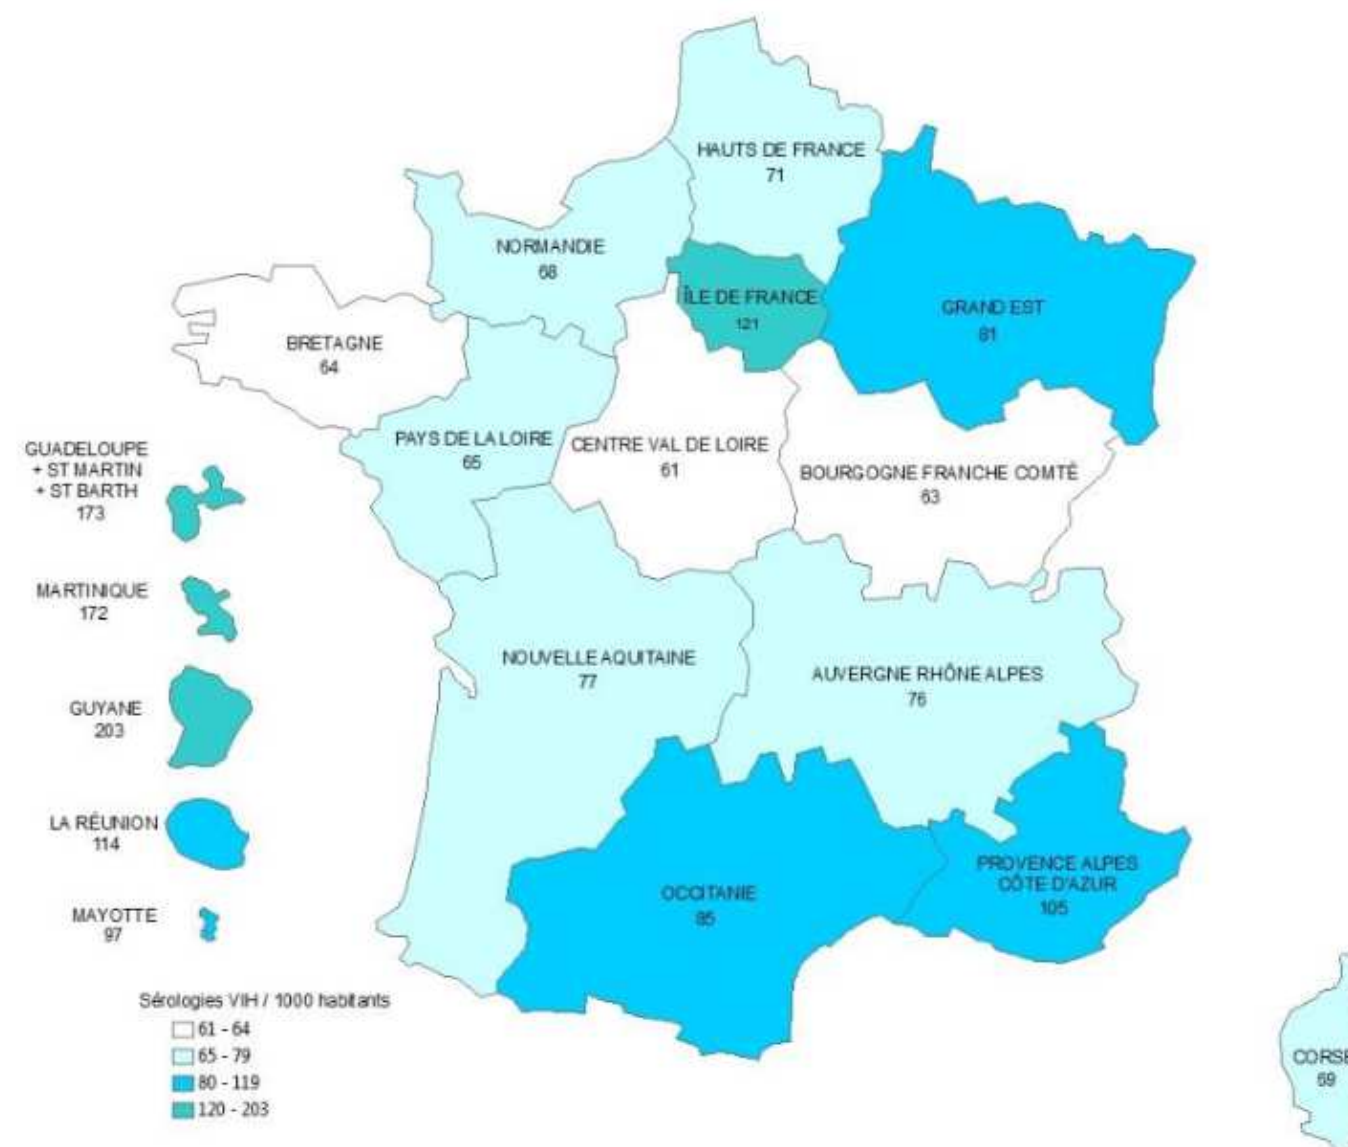 HAUTS DE FRANCE
71
NORMANDIE
68
ÎLE DE FRANCE
121
GRAND EST
81
BRETAGNE
64
PAYS DE LA LOIRE
65
CENTRE VAL DE LOIRE
61
BOURGOGNE FRANCHE COMTÉ
63
GUADELOUPE
+ ST MARTIN
+ ST BARTH
173
MARTINIQUE
172
NOUVELLE AQUITAINE
77
AUVERGNE RHÔNE ALPES
76
GUYANE
203
LA RÉUNION
114
MAYOTTE
97
OCCITANIE
85
PROVENCE ALPES
CÔTE D'AZUR
105
CORSE
69
Sérologies VIH / 1000 habitants
61 - 64
65 - 79
80 - 119
120 - 203